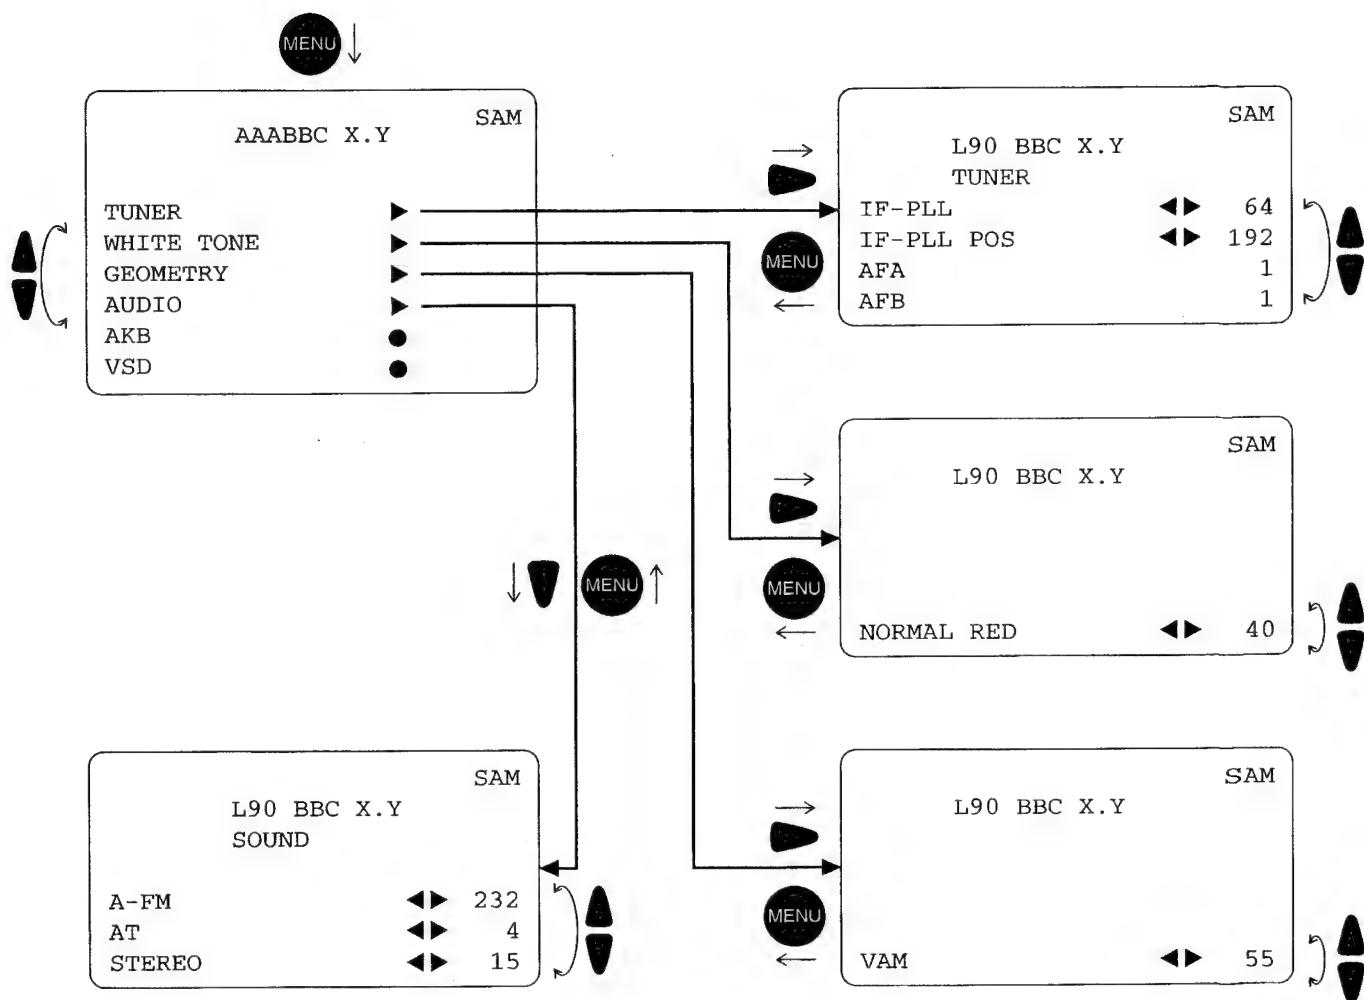 MENU
SAM
AAABBC X.Y
TUNER
WHITE TONE
GEOMETRY
AUDIO
AKB
VSD
SAM
L90 BBC X.Y
TUNER
IF-PLL 64
IF-PLL POS 192
AFA 1
AFB 1
MENU
SAM
L90 BBC X.Y
NORMAL RED 40
MENU
MENU
SAM
L90 BBC X.Y
SOUND
A-FM 232
AT 4
STEREO 15
SAM
L90 BBC X.Y
VAM 55
MENU